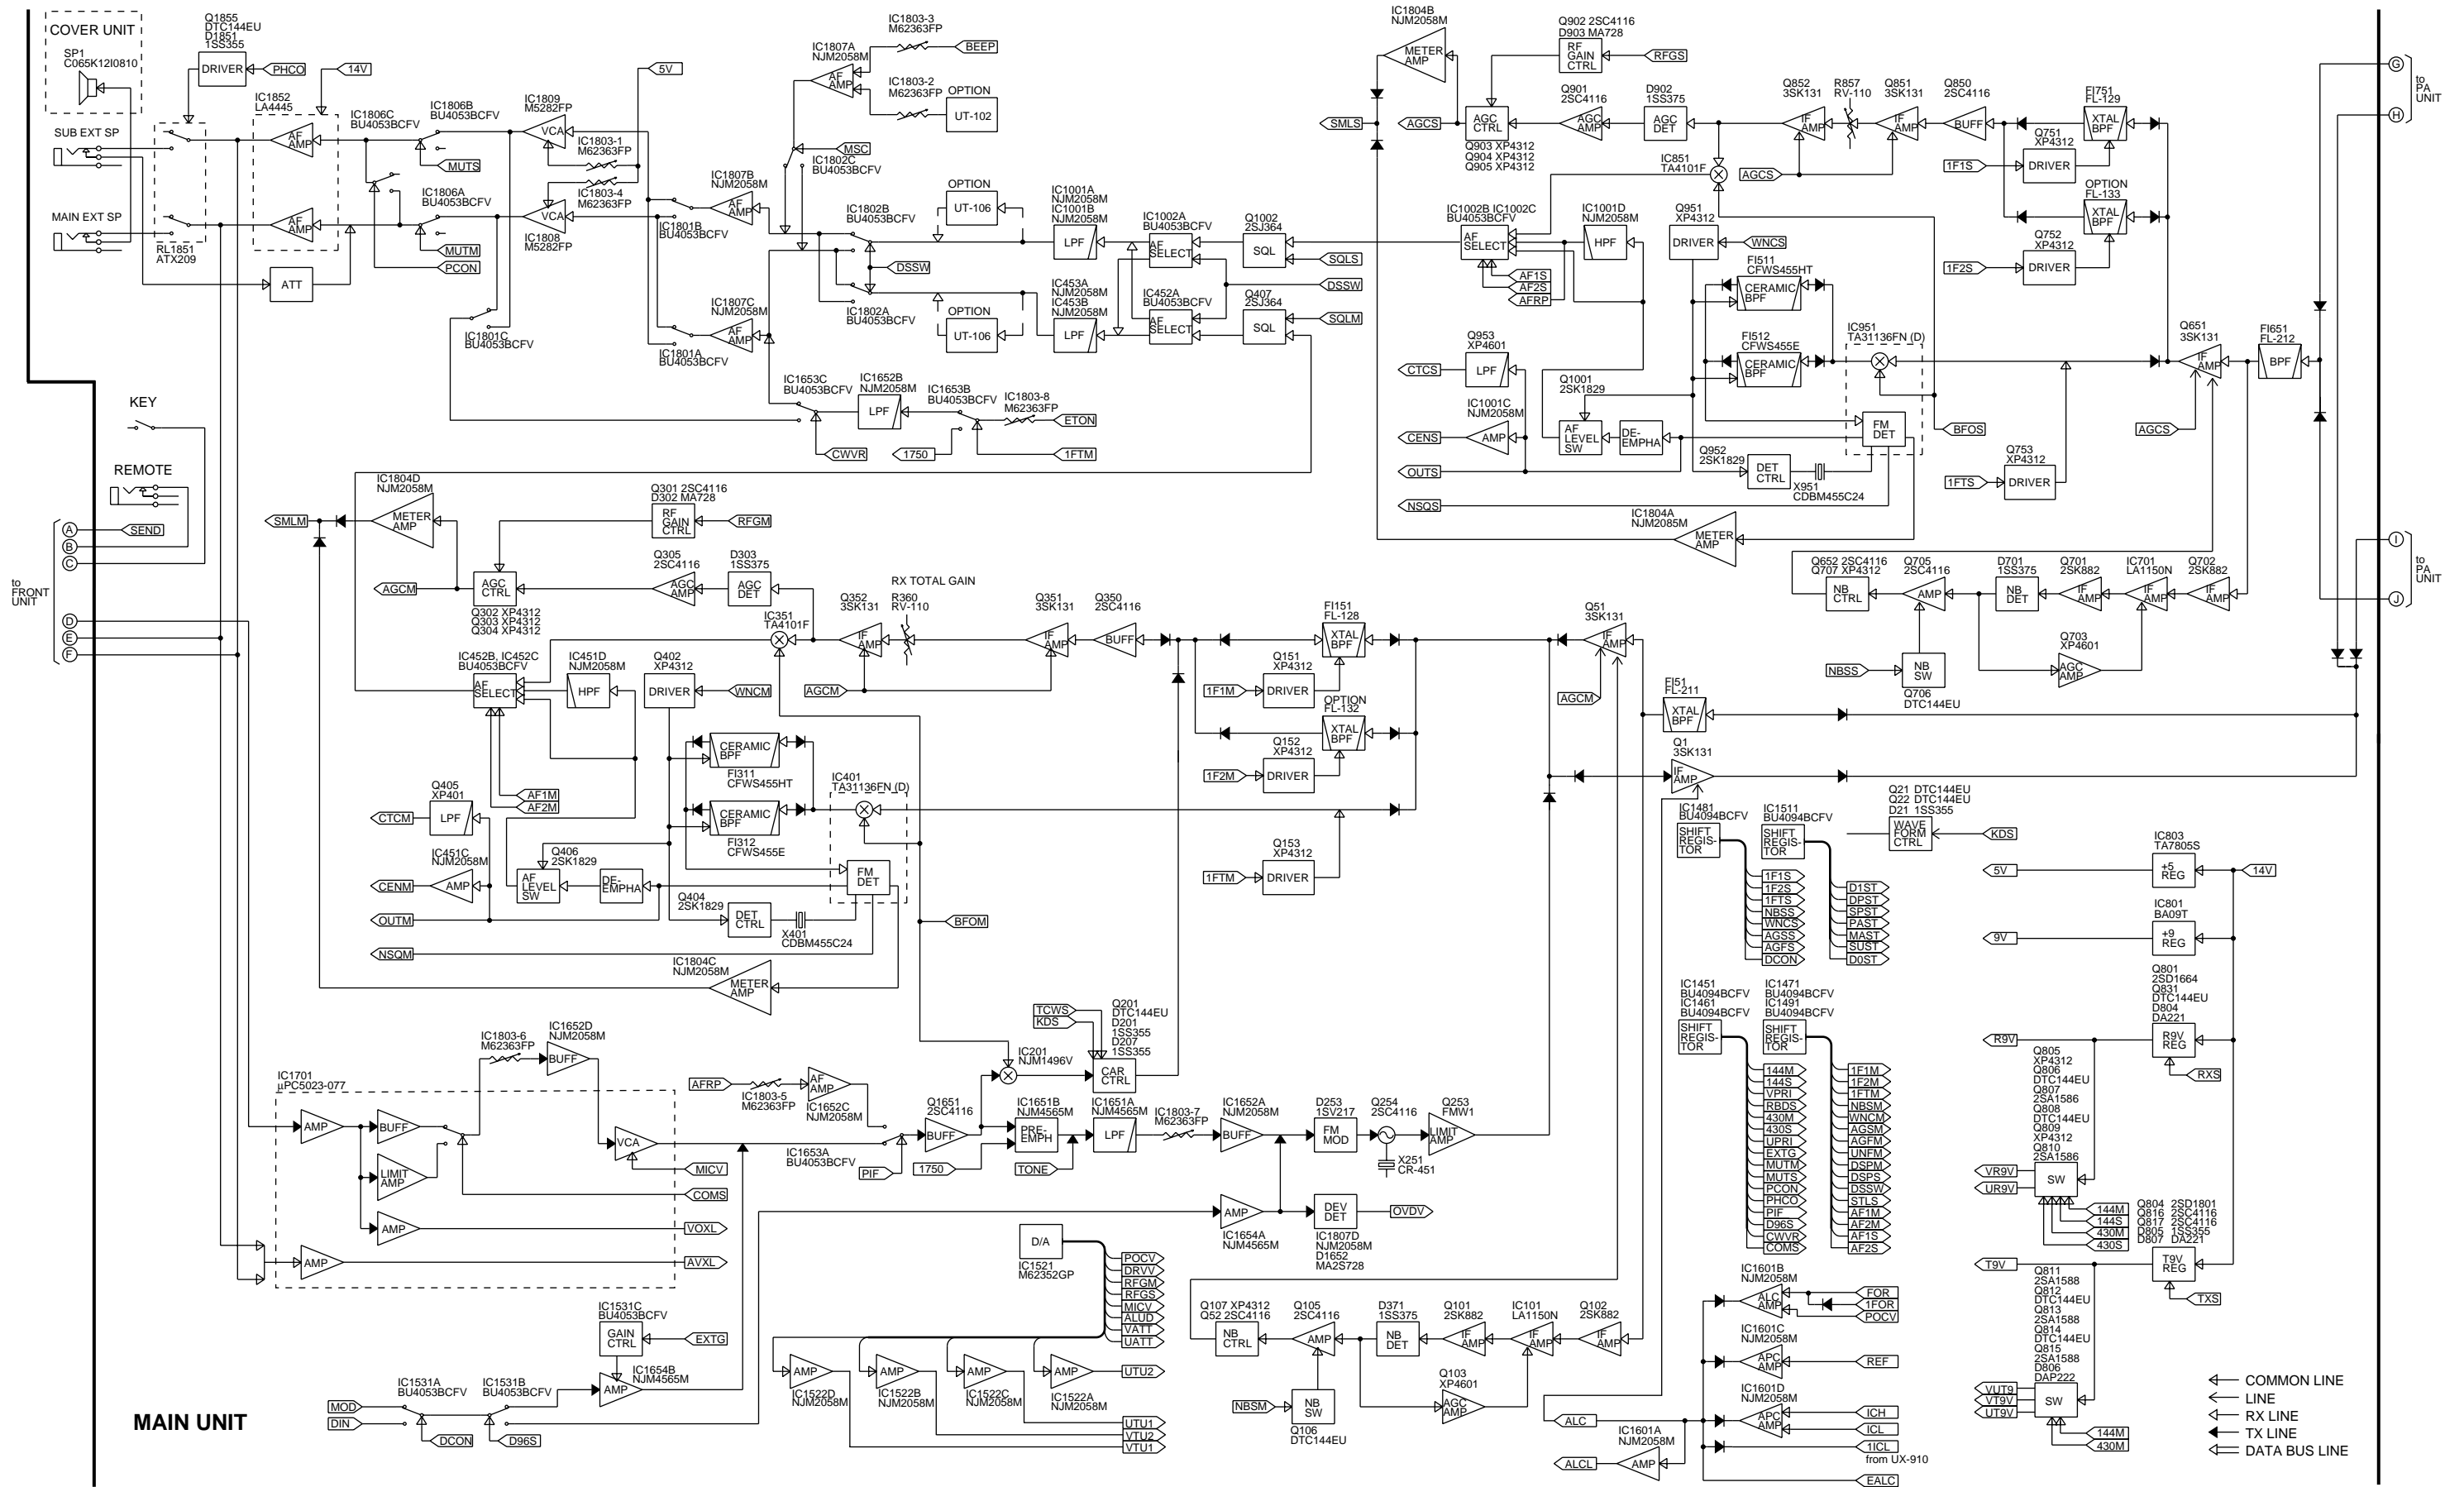 COVER UNIT
SP1
C065K12I0810
Q1855
DTC144EU
D1851
1SS355
DRIVER
PHCO
14V
IC1852
LA4445
AF
AMP
AF
AMP
SUB EXT SP
MAIN EXT SP
RL1851
ATX209
ATT
IC1806C
BU4053BCFV
IC1806B
BU4053BCFV
MUTS
IC1806A
BU4053BCFV
MUTM
PCON
IC1809
M5282FP
VCA
IC1803-1
M62363FP
IC1803-4
M62363FP
VCA
IC1808
M5282FP
5V
IC1801C
BU4053BCFV
IC1807A
NJM2058M
AF
AMP
IC1803-3
M62363FP
BEEP
IC1803-2
M62363FP
OPTION
UT-102
MSC
IC1802C
BU4053BCFV
IC1807B
NJM2058M
AF
AMP
IC1801B
BU4053BCFV
IC1807C
NJM2058M
AF
AMP
IC1801A
BU4053BCFV
IC1802B
BU4053BCFV
DSSW
IC1802A
BU4053BCFV
OPTION
UT-106
OPTION
UT-106
IC1001A
NJM2058M
IC1001B
NJM2058M
LPF
IC453A
NJM2058M
IC453B
NJM2058M
LPF
IC1002A
BU4053BCFV
AF
SELECT
IC452A
BU4053BCFV
AF
SELECT
Q1002
2SJ364
SQL
Q407
2SJ364
SQL
SQLS
DSSW
SQLM
IC1653C
BU4053BCFV
IC1652B
NJM2058M
LPF
IC1653B
BU4053BCFV
IC1803-8
M62363FP
ETON
CWVR
1750
1FTM
IC1804B
NJM2058M
METER
AMP
SMLS
AGCS
Q902 2SC4116
D903 MA728
RF
GAIN
CTRL
RFGS
AGC
CTRL
Q903 XP4312
Q904 XP4312
Q905 XP4312
Q901
2SC4116
AGC
AMP
D902
1SS375
AGC
DET
IC851
TA4101F
Q852
3SK131
IF
AMP
R857
RV-110
Q851
3SK131
IF
AMP
Q850
2SC4116
BUFF
AGCS
FI751
FL-129
XTAL
BPF
Q751
XP4312
1F1S
DRIVER
OPTION
FL-133
XTAL
BPF
Q752
XP4312
1F2S
DRIVER
IC1002B IC1002C
BU4053BCFV
AF
SELECT
AF1S
AF2S
AFRP
IC1001D
NJM2058M
HPF
Q951
XP4312
DRIVER
WNCS
FI511
CFWS455HT
CERAMIC
BPF
FI512
CFWS455E
CERAMIC
BPF
IC951
TA31136FN (D)
FM
DET
BFOS
Q953
XP4601
LPF
CTCS
IC1001C
NJM2058M
AMP
CENS
Q1001
2SK1829
AF
LEVEL
SW
DE-
EMPHA
Q952
2SK1829
DET
CTRL
X951
CDBM455C24
OUTS
NSQS
IC1804A
NJM2085M
METER
AMP
Q753
XP4312
1FTS
DRIVER
Q651
3SK131
IF
AMP
AGCS
FI651
FL-212
BPF
G
H
to
PA
UNIT
I
J
to
PA
UNIT
Q652 2SC4116
Q707 XP4312
NB
CTRL
Q705
2SC4116
AMP
D701
1SS375
NB
DET
Q701
2SK882
IF
AMP
IC701
LA1150N
IF
AMP
Q702
2SK882
IF
AMP
Q703
XP4601
AGC
AMP
NBSS
NB
SW
Q706
DTC144EU
KEY
REMOTE
A
B
C
D
E
F
to
FRONT
UNIT
SEND
IC1804D
NJM2058M
METER
AMP
SMLM
AGCM
Q301 2SC4116
D302 MA728
RF
GAIN
CTRL
RFGM
AGC
CTRL
Q302 XP4312
Q303 XP4312
Q304 XP4312
Q305
2SC4116
AGC
AMP
D303
1SS375
AGC
DET
IC351
TA4101F
Q352
3SK131
IF
AMP
RX TOTAL GAIN
R360
RV-110
Q351
3SK131
IF
AMP
Q350
2SC4116
BUFF
AGCM
FI151
FL-128
XTAL
BPF
Q151
XP4312
1F1M
DRIVER
OPTION
FL-132
XTAL
BPF
Q152
XP4312
1F2M
DRIVER
Q153
XP4312
1FTM
DRIVER
Q51
3SK131
IF
AMP
AGCM
FI51
FL-211
XTAL
BPF
Q1
3SK131
IF
AMP
IC452B, IC452C
BU4053BCFV
AF
SELECT
AF1M
AF2M
IC451D
NJM2058M
HPF
Q402
XP4312
DRIVER
WNCM
CERAMIC
BPF
FI311
CFWS455HT
CERAMIC
BPF
FI312
CFWS455E
IC401
TA31136FN (D)
FM
DET
BFOM
Q405
XP401
LPF
CTCM
IC451C
NJM2058M
AMP
CENM
Q406
2SK1829
AF
LEVEL
SW
DE-
EMPHA
Q404
2SK1829
DET
CTRL
X401
CDBM455C24
OUTM
NSQM
IC1804C
NJM2058M
METER
AMP
IC1481
BU4094BCFV
SHIFT
REGIS-
TOR
1F1S
1F2S
1FTS
NBSS
WNCS
AGSS
AGFS
DCON
IC1511
BU4094BCFV
SHIFT
REGIS-
TOR
D1ST
DPST
SPST
PAST
MAST
SUST
D0ST
Q21 DTC144EU
Q22 DTC144EU
D21 1SS355
WAVE
FORM
CTRL
KDS
IC803
TA7805S
+5
REG
5V
14V
IC801
BA09T
+9
REG
9V
Q801
2SD1664
Q831
DTC144EU
D804
DA221
R9V
REG
R9V
RXS
IC1451
BU4094BCFV
IC1461
BU4094BCFV
SHIFT
REGIS-
TOR
144M
144S
VPRI
RBDS
430M
430S
UPRI
EXTG
MUTM
MUTS
PCON
PHCO
PIF
D96S
CWVR
COMS
IC1471
BU4094BCFV
IC1491
BU4094BCFV
SHIFT
REGIS-
TOR
1F1M
1F2M
1FTM
NBSM
WNCM
AGSM
AGFM
UNFM
DSPM
DSPS
DSSW
STLS
AF1M
AF2M
AF1S
AF2S
Q805
XP4312
Q806
DTC144EU
Q807
2SA1586
Q808
DTC144EU
Q809
XP4312
Q810
2SA1586
SW
VR9V
UR9V
144M
144S
430M
430S
Q804 2SD1801
Q816 2SC4116
Q817 2SC4116
D805 1SS355
D807 DA221
T9V
REG
T9V
TXS
Q811
2SA1588
Q812
DTC144EU
Q813
2SA1588
Q814
DTC144EU
Q815
2SA1588
D806
DAP222
SW
VUT9
VT9V
UT9V
144M
430M
IC1701
µPC5023-077
AMP
BUFF
LIMIT
AMP
AMP
AMP
IC1803-6
M62363FP
IC1652D
NJM2058M
BUFF
VCA
MICV
COMS
VOXL
AVXL
AFRP
IC1803-5
M62363FP
AF
AMP
IC1652C
NJM2058M
IC1653A
BU4053BCFV
PIF
Q1651
2SC4116
BUFF
1750
TCWS
KDS
IC201
NJM1496V
Q201
DTC144EU
D201
1SS355
D207
1SS355
CAR
CTRL
IC1651B
NJM4565M
PRE-
EMPH
TONE
IC1651A
NJM4565M
LPF
IC1803-7
M62363FP
IC1652A
NJM2058M
BUFF
D253
1SV217
FM
MOD
Q254
2SC4116
X251
CR-451
Q253
FMW1
LIMIT
AMP
AMP
IC1654A
NJM4565M
DEV
DET
IC1807D
NJM2058M
D1652
MA2S728
OVDV
D/A
IC1521
M62352GP
POCV
DRVV
RFGM
RFGS
MICV
ALUD
VATT
UATT
IC1531C
BU4053BCFV
GAIN
CTRL
EXTG
IC1654B
NJM4565M
AMP
IC1531A
BU4053BCFV
IC1531B
BU4053BCFV
MOD
DIN
DCON
D96S
AMP
IC1522D
NJM2058M
AMP
IC1522B
NJM2058M
AMP
IC1522C
NJM2058M
AMP
IC1522A
NJM2058M
UTU2
UTU1
VTU2
VTU1
Q107 XP4312
Q52 2SC4116
NB
CTRL
Q105
2SC4116
AMP
D371
1SS375
NB
DET
Q101
2SK882
IF
AMP
IC101
LA1150N
IF
AMP
Q102
2SK882
IF
AMP
Q103
XP4601
AGC
AMP
NBSM
NB
SW
Q106
DTC144EU
IC1601B
NJM2058M
ALC
AMP
FOR
1FOR
POCV
IC1601C
NJM2058M
APC
AMP
REF
IC1601D
NJM2058M
APC
AMP
ICH
ICL
1ICL
from UX-910
EALC
ALC
IC1601A
NJM2058M
AMP
ALCL
MAIN UNIT
COMMON LINE
LINE
RX LINE
TX LINE
DATA BUS LINE